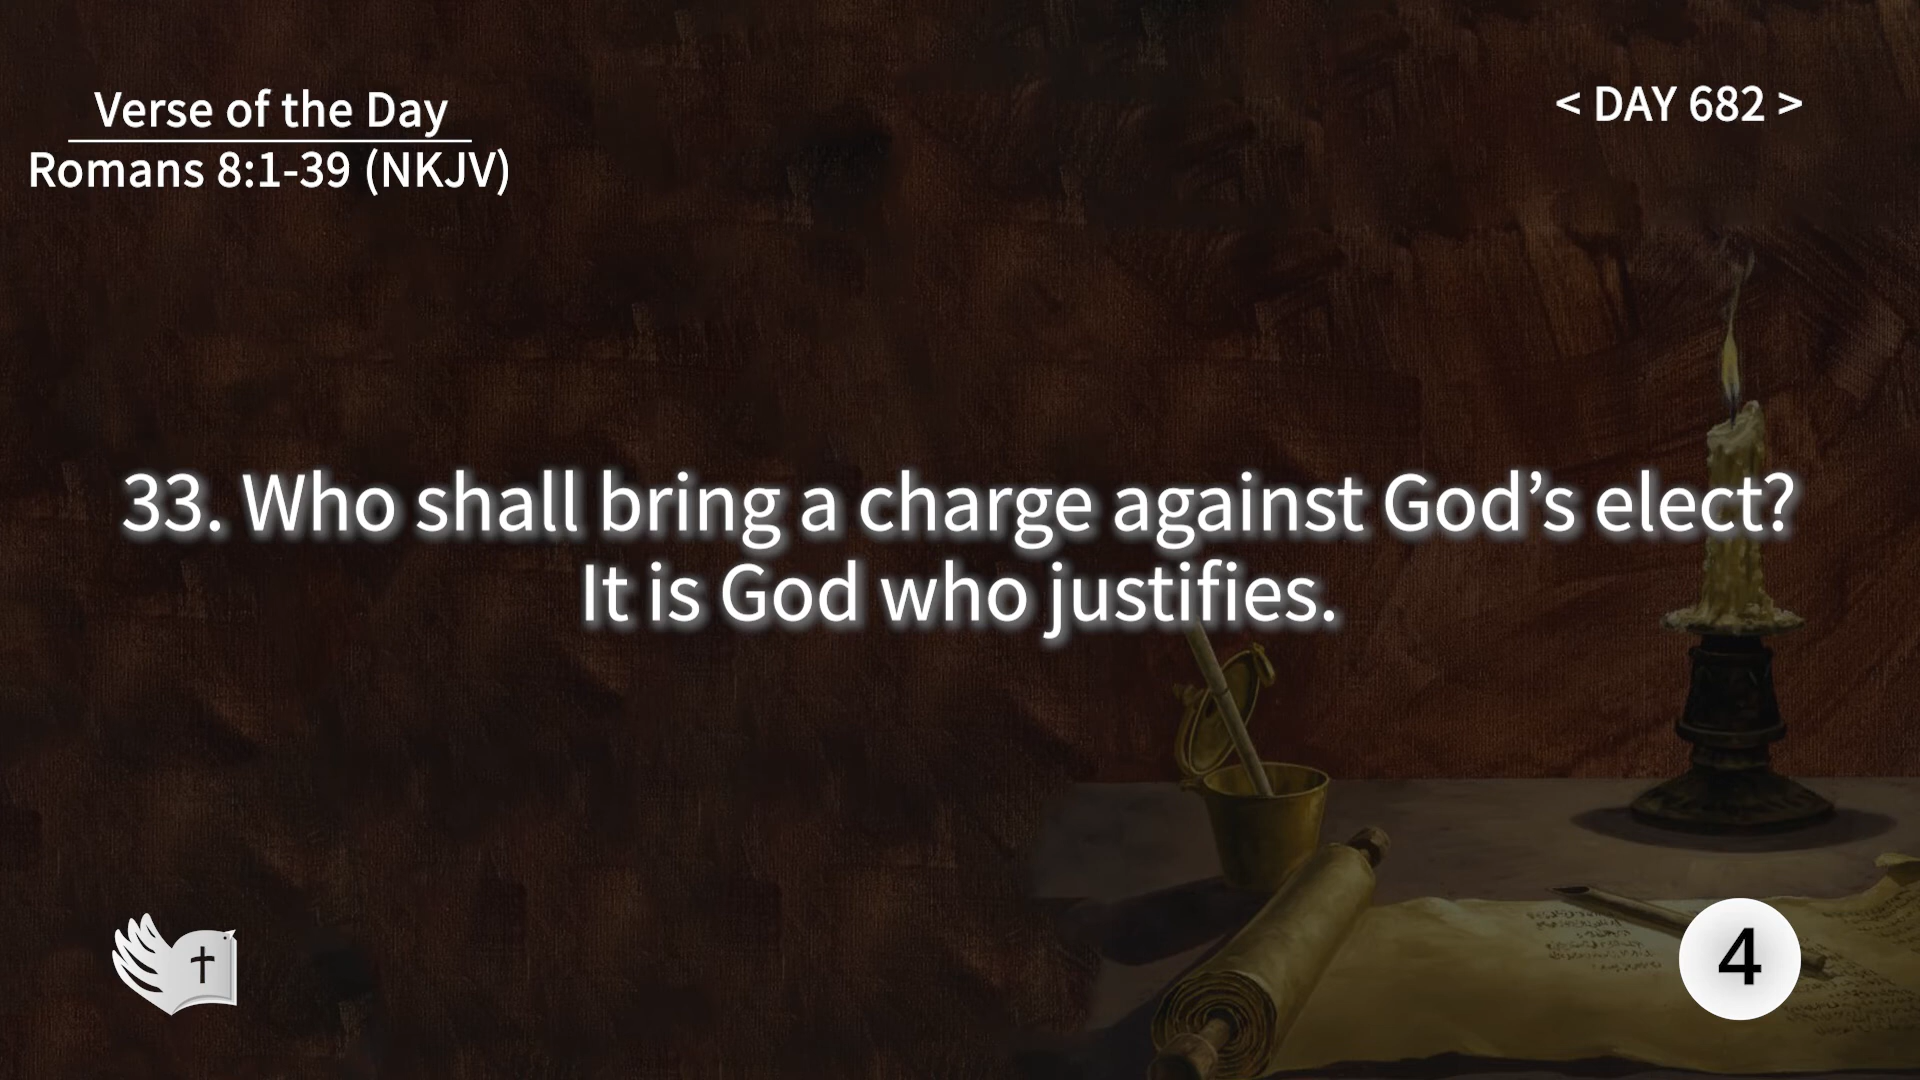 Verse of the Day
Romans 8:1-39 (NKJV)
< DAY 682 >
33. Who shall bring a charge against God’s elect?
It is God who justifies.
4